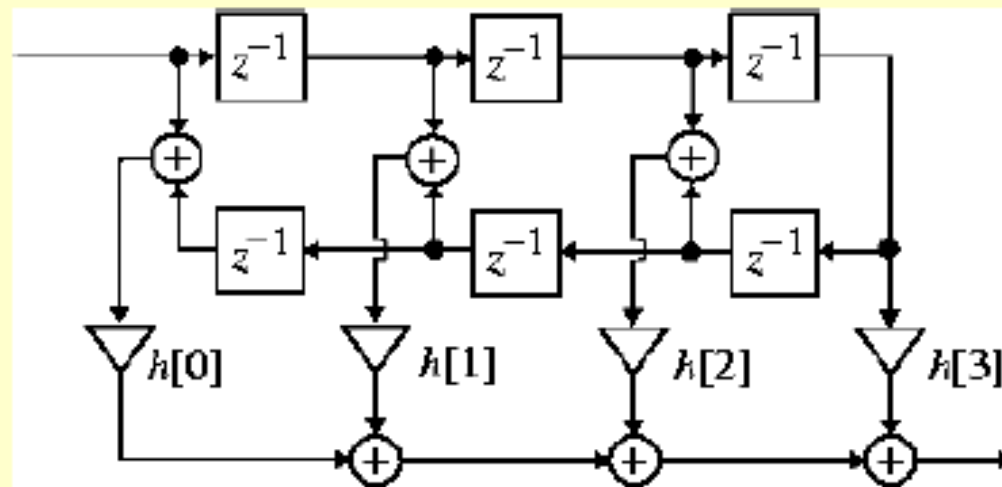 z⁻¹ z⁻¹ z⁻¹
+ + +
z⁻¹ z⁻¹ z⁻¹
h[0] h[1] h[2] h[3]
+ + +